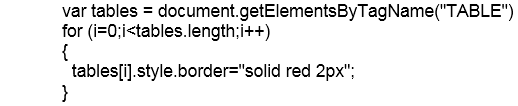 var tables = document.getElementsByTagName("TABLE")
for (i=0;i<tables.length;i++)
{
tables[i].style.border="solid red 2px";
}